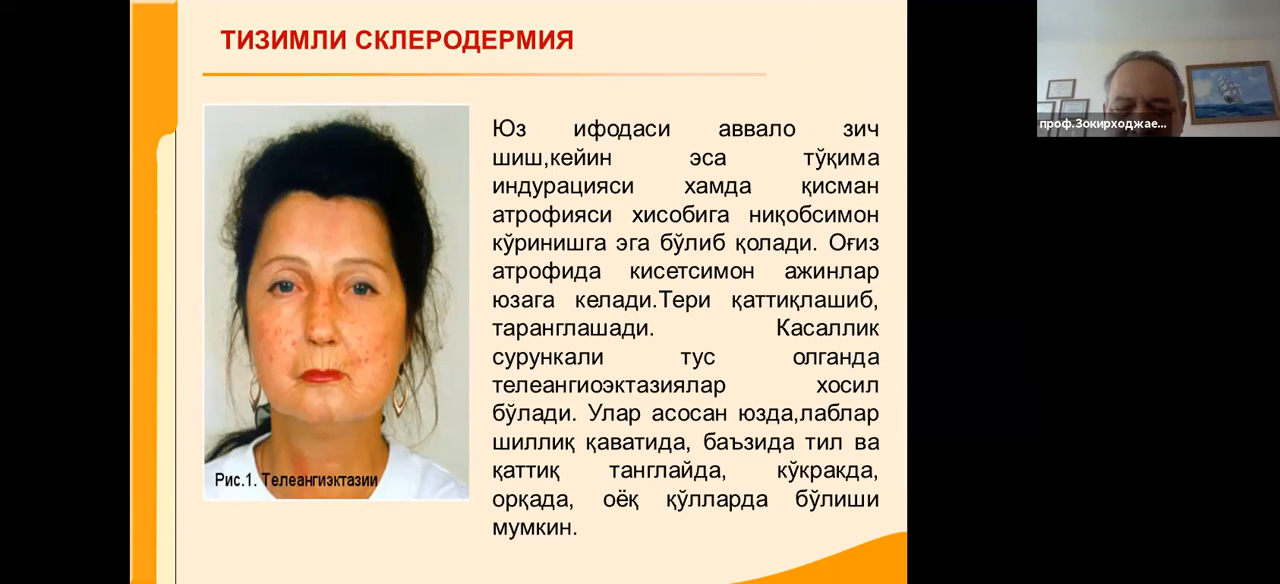 ТИЗИМЛИ СКЛЕРОДЕРМИЯ
Юз ифодаси аввало зич
шиш,кейин эса тўқима
индурацияси хамда қисман
атрофияси хисобига ниқобсимон
кўринишга эга бўлиб қолади. Оғиз
атрофида кисетсимон ажинлар
юзага келади.Тери қаттиқлашиб,
таранглашади. Касаллик
сурункали тус олганда
телеангиоэктазиялар хосил
бўлади. Улар асосан юзда,лаблар
шиллиқ қаватида, баъзида тил ва
қаттиқ танглайда, кўкракда,
орқада, оёқ қўлларда бўлиши
мумкин.
Рис.1. Телеангиэктазии
проф.Зокирходжае...